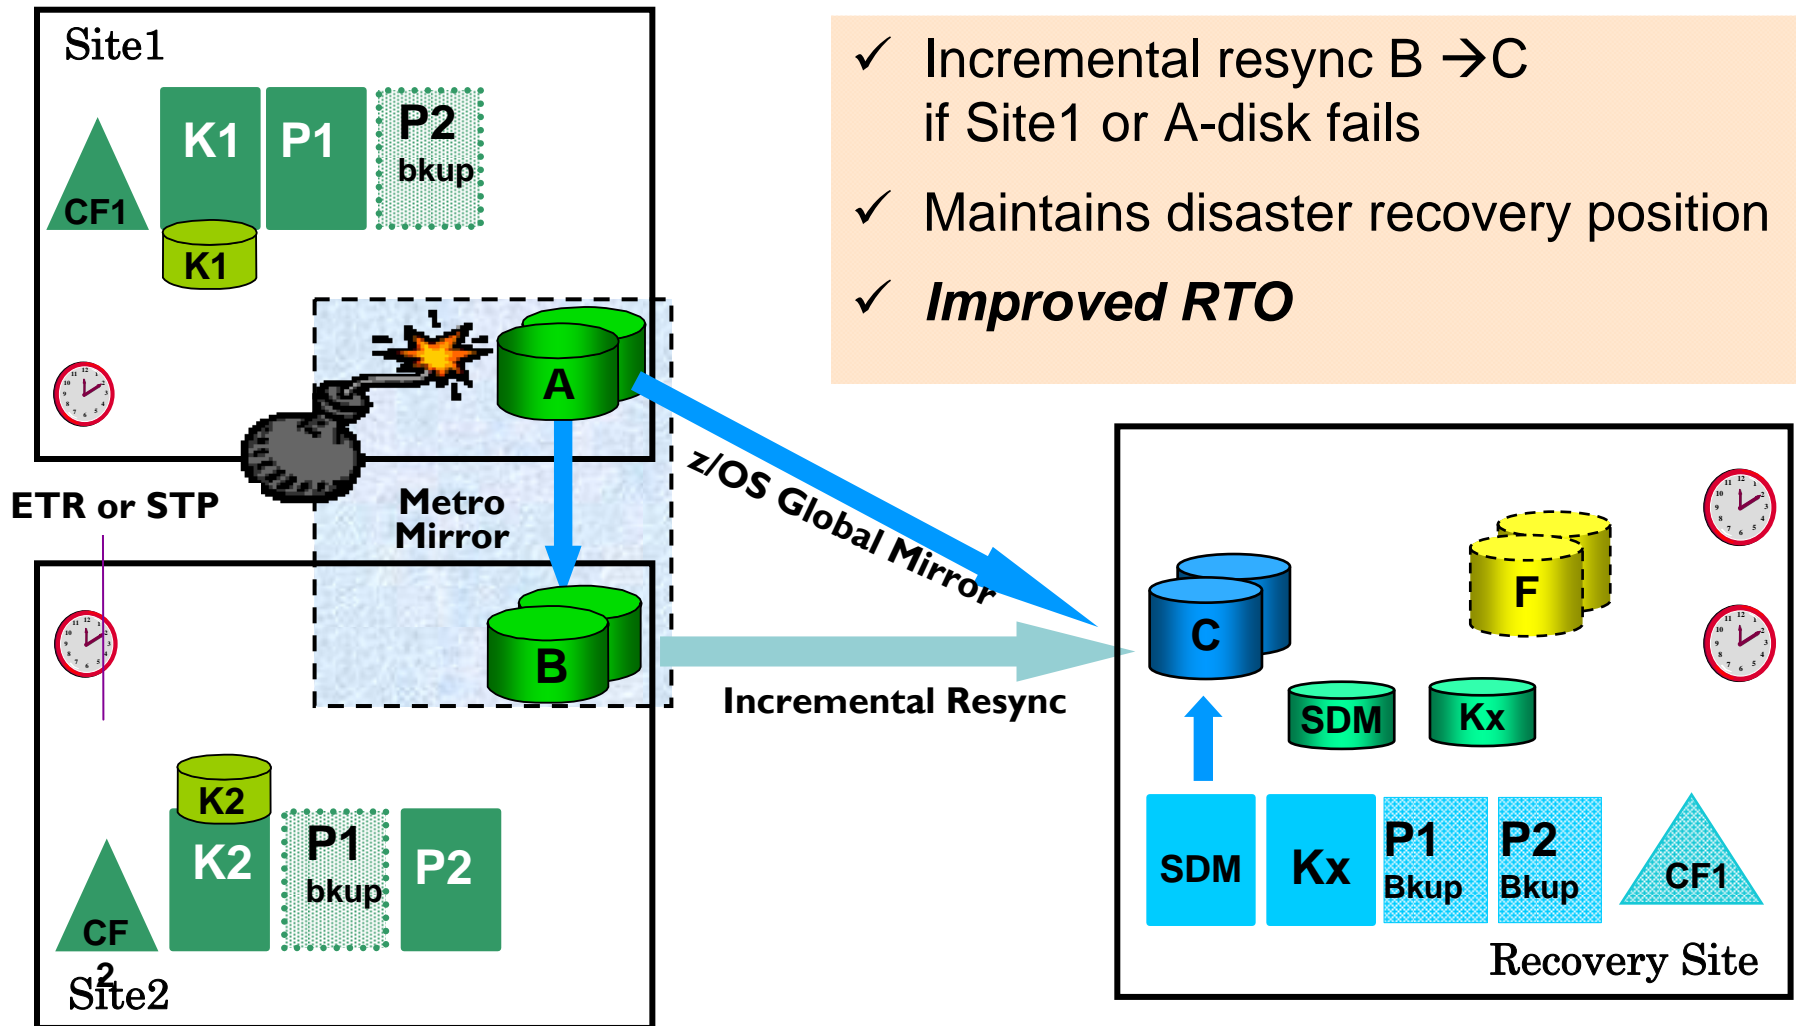 Site1
K1
P1
P2
bkup
CF1
K1
A
✓ Incremental resync B →C
if Site1 or A-disk fails
✓ Maintains disaster recovery position
✓ Improved RTO
ETR or STP
Metro
Mirror
z/OS Global Mirror
B
Incremental Resync
K2
K2
P1
bkup
P2
CF
2
Site2
C
F
SDM
Kx
SDM
Kx
P1
Bkup
P2
Bkup
CF1
Recovery Site